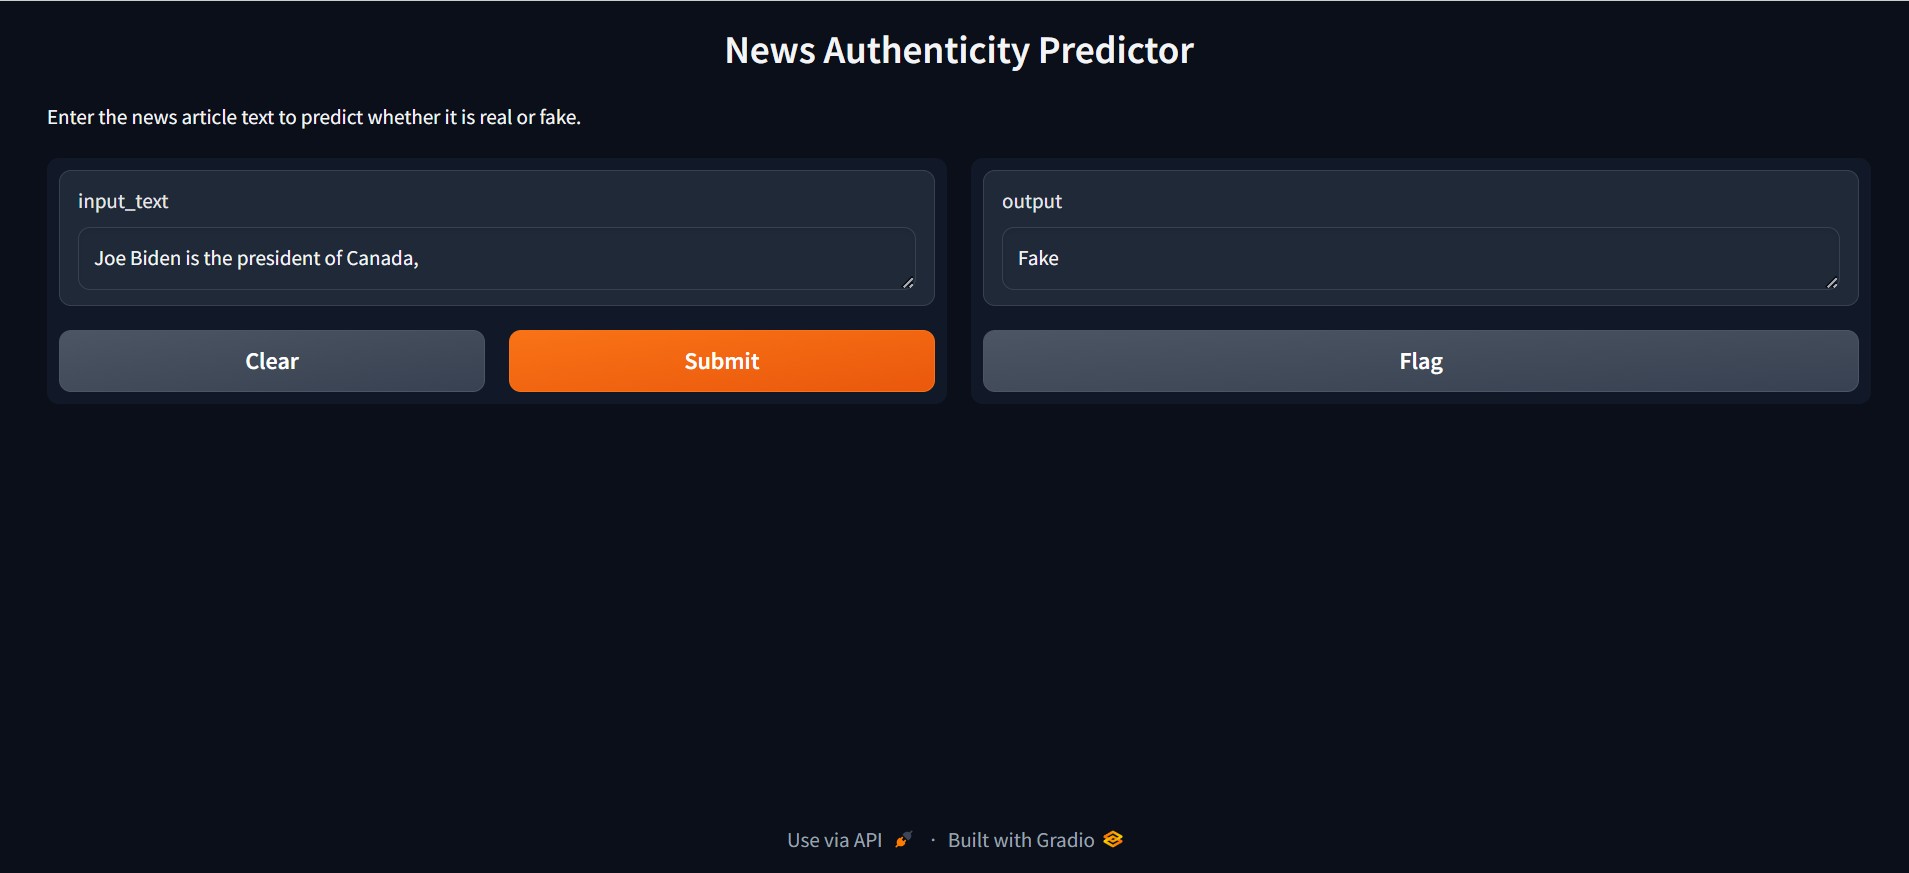 News Authenticity Predictor
Enter the news article text to predict whether it is real or fake.
input_text
Joe Biden is the president of Canada,
Clear
Submit
output
Fake
Flag
Use via API · Built with Gradio